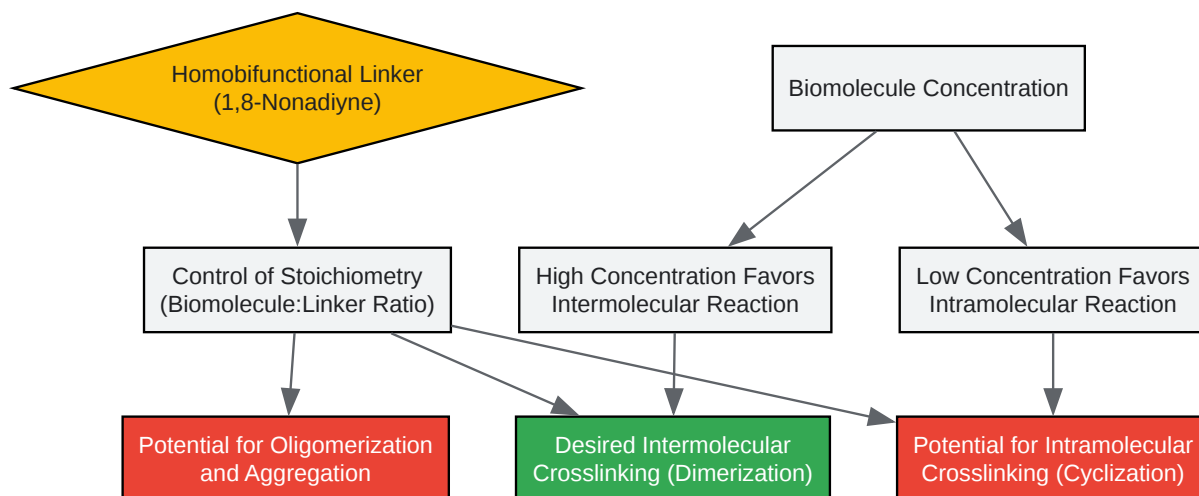 Homobifunctional Linker
(1,8-Nonadiyne)
Biomolecule Concentration
Control of Stoichiometry
(Biomolecule:Linker Ratio)
High Concentration Favors
Intermolecular Reaction
Low Concentration Favors
Intramolecular Reaction
Potential for Oligomerization
and Aggregation
Desired Intermolecular
Crosslinking (Dimerization)
Potential for Intramolecular
Crosslinking (Cyclization)